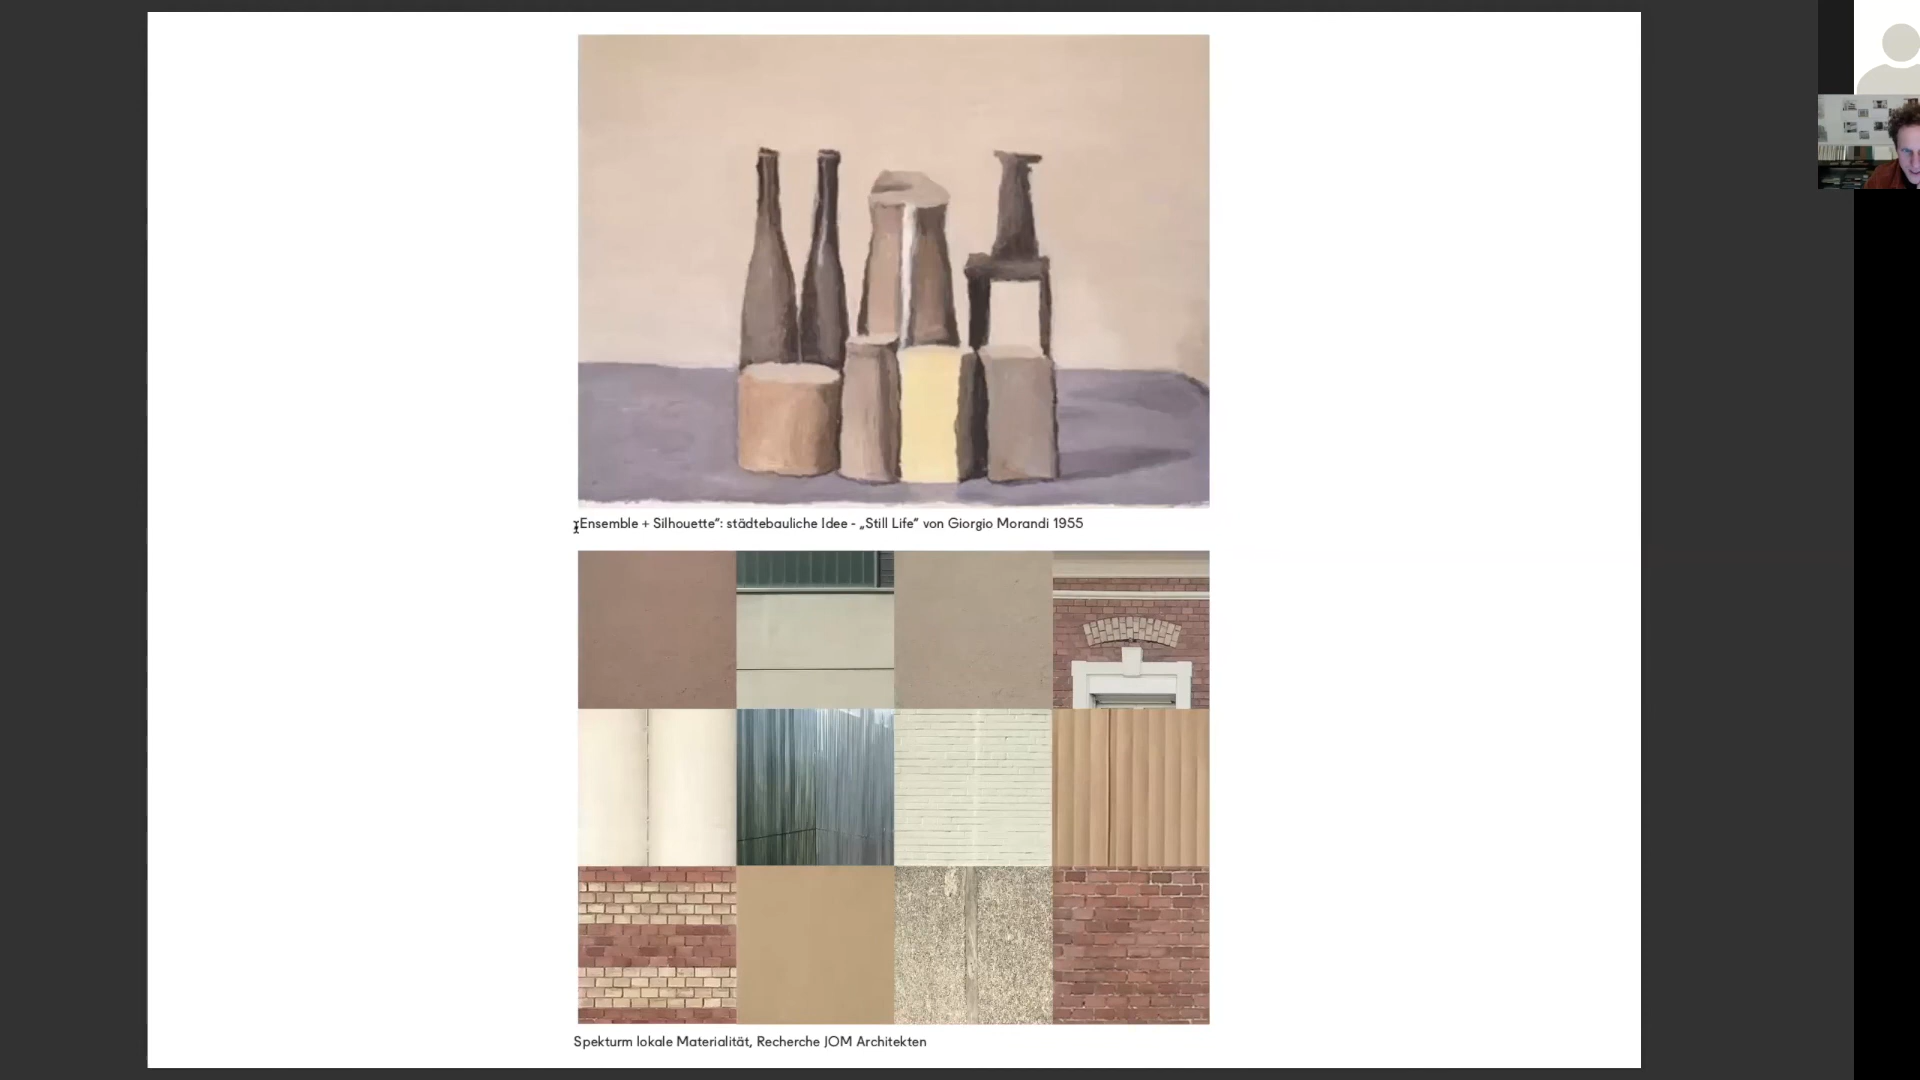 „Ensemble + Silhouette“: städtebauliche Idee - „Still Life“ von Giorgio Morandi 1955
Spekturm lokale Materialität, Recherche JOM Architekten